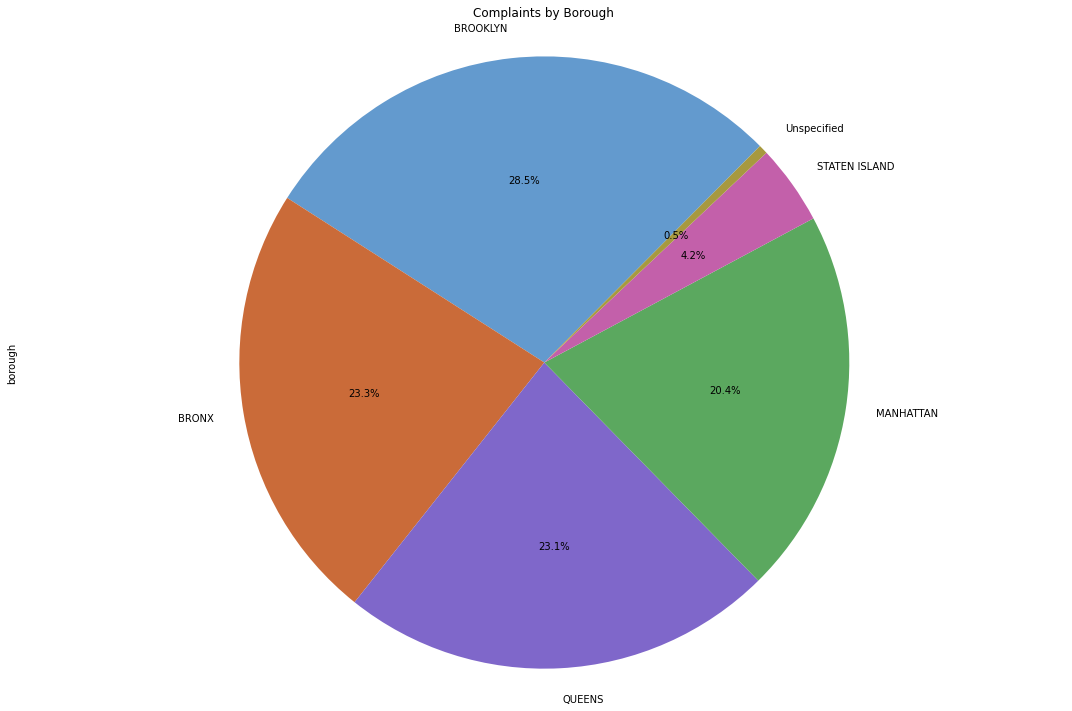 Complaints by Borough
BROOKLYN
Unspecified
STATEN ISLAND
28.5%
0.5%
4.2%
borough
23.3%
20.4%
BRONX
MANHATTAN
23.1%
QUEENS